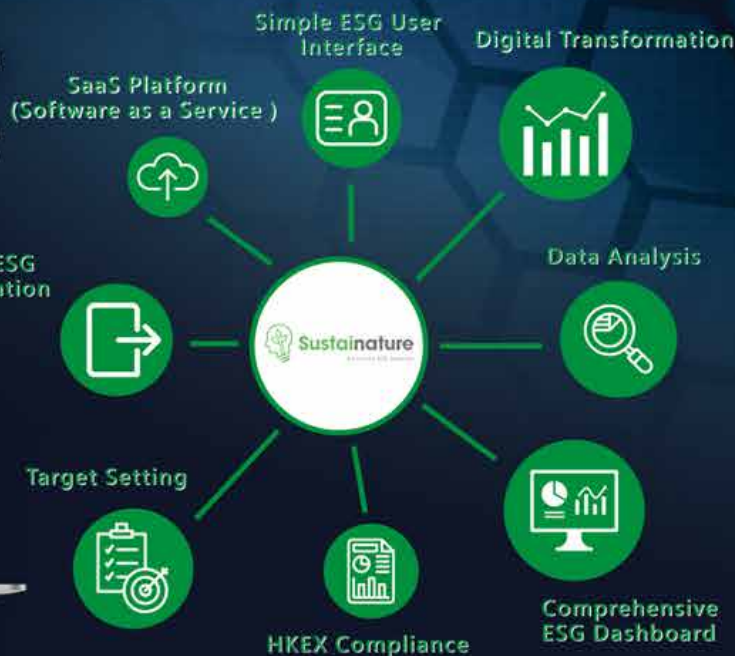 Simple ESG User
Interface
Digital Transformation
SaaS Platform
(Software as a Service )
ESG
Data Analysis
Sustainature
Target Setting
HKEX Compliance
Comprehensive
ESG Dashboard